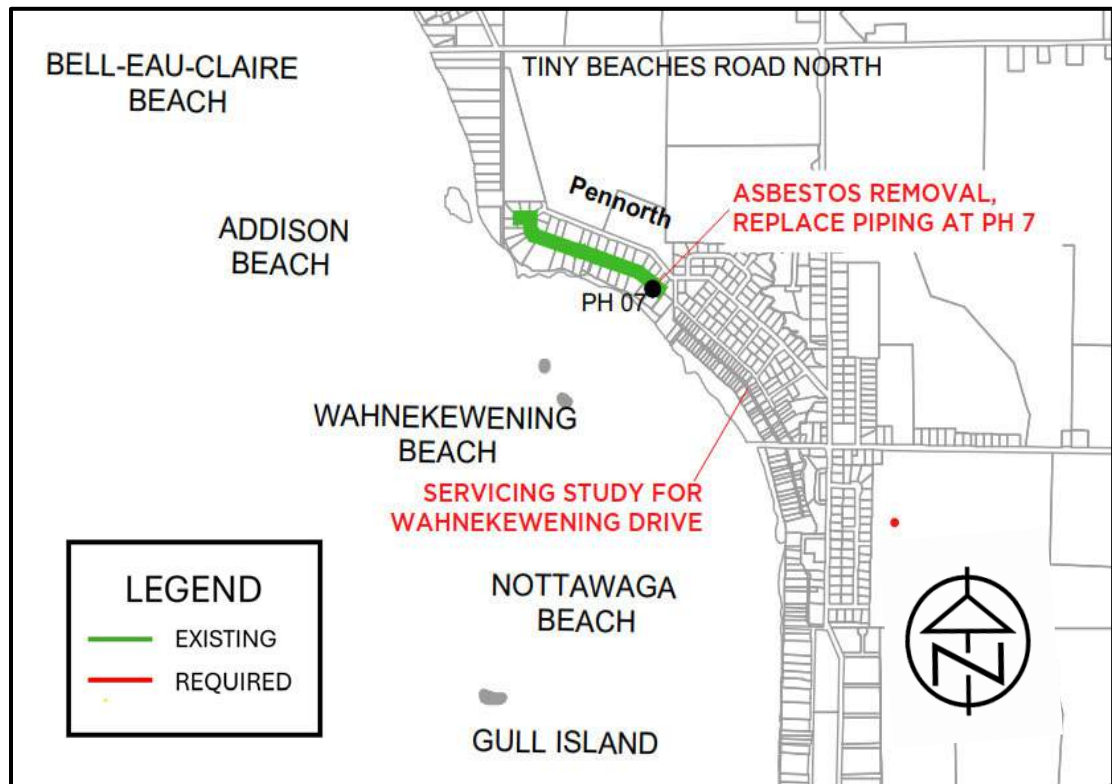 BELL-EAU-CLAIRE
BEACH
TINY BEACHES ROAD NORTH
Pennorth
ASBESTOS REMOVAL,
REPLACE PIPING AT PH 7
ADDISON
BEACH
PH 07
WAHNEKEWENING
BEACH
SERVICING STUDY FOR
WAHNEKEWENING DRIVE
NOTTAWAGA
BEACH
GULL ISLAND
LEGEND
EXISTING
REQUIRED
N